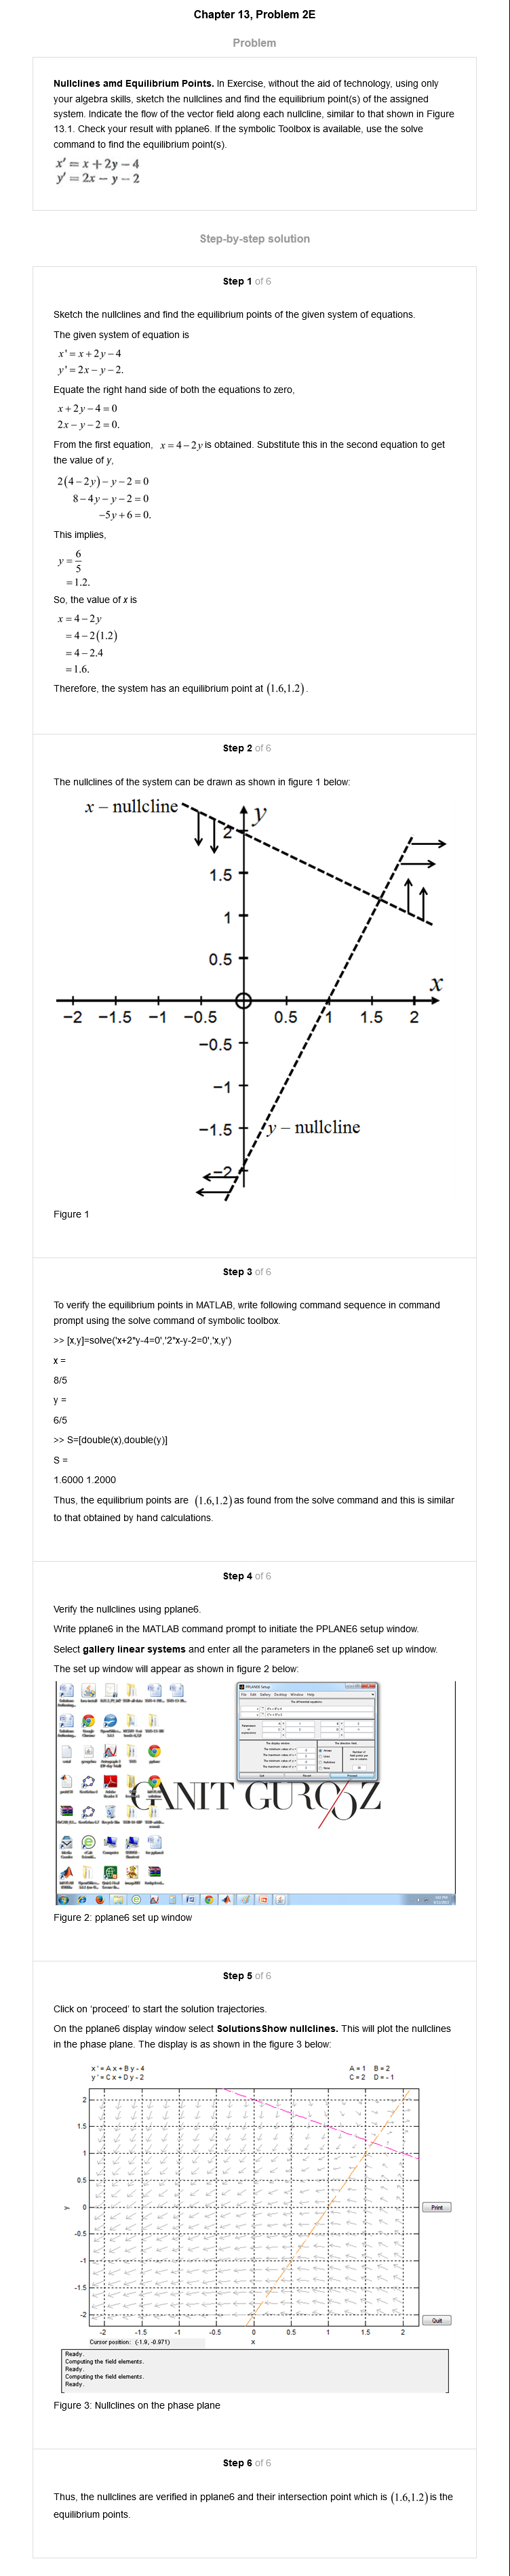 Chapter 13, Problem 2E
Problem
Nullclines amd Equilibrium Points. In Exercise, without the aid of technology, using only
your algebra skills, sketch the nullclines and find the equilibrium point(s) of the assigned
system. Indicate the flow of the vector field along each nullcline, similar to that shown in Figure
13.1. Check your result with pplane6. If the symbolic Toolbox is available, use the solve
command to find the equilibrium point(s).
x' = x + 2y − 4
y' = 2x − y − 2
Step-by-step solution
Step 1 of 6
Sketch the nullclines and find the equilibrium points of the given system of equations.
The given system of equation is
x' = x + 2y − 4
y' = 2x − y − 2.
Equate the right hand side of both the equations to zero,
x + 2y − 4 = 0
2x − y − 2 = 0.
From the first equation, x = 4 − 2y is obtained. Substitute this in the second equation to get
the value of y,
2(4 − 2y) − y − 2 = 0
8 − 4y − y − 2 = 0
−5y + 6 = 0.
This implies,
y = 6/5
= 1.2.
So, the value of x is
x = 4 − 2y
= 4 − 2(1.2)
= 4 − 2.4
= 1.6.
Therefore, the system has an equilibrium point at (1.6,1.2).
Step 2 of 6
The nullclines of the system can be drawn as shown in figure 1 below:
x − nullcline
y
2
1.5
1
0.5
x
−2 −1.5 −1 −0.5 0.5 1 1.5 2
−0.5
−1
−1.5
y − nullcline
−2
Figure 1
Step 3 of 6
To verify the equilibrium points in MATLAB, write following command sequence in command
prompt using the solve command of symbolic toolbox.
>> [x,y]=solve('x+2*y-4=0','2*x-y-2=0','x,y')
x =
8/5
y =
6/5
>> S=[double(x),double(y)]
S =
1.6000 1.2000
Thus, the equilibrium points are (1.6,1.2) as found from the solve command and this is similar
to that obtained by hand calculations.
Step 4 of 6
Verify the nullclines using pplane6.
Write pplane6 in the MATLAB command prompt to initiate the PPLANE6 setup window.
Select gallery linear systems and enter all the parameters in the pplane6 set up window.
The set up window will appear as shown in figure 2 below:
PPLANE6 Setup
GANIT GUROOZ
Figure 2: pplane6 set up window
Step 5 of 6
Click on 'proceed' to start the solution trajectories.
On the pplane6 display window select SolutionsShow nullclines. This will plot the nullclines
in the phase plane. The display is as shown in the figure 3 below:
x ' = A x + B y - 4
y ' = C x + D y - 2
A = 1 B = 2
C = 2 D = - 1
2
1.5
1
0.5
y
0
-0.5
-1
-1.5
-2
-2 -1.5 -1 -0.5 0 0.5 1 1.5 2
x
Print
Quit
Cursor position: (-1.9, -0.971)
Ready.
Computing the field elements.
Ready.
Computing the field elements.
Ready.
Figure 3: Nullclines on the phase plane
Step 6 of 6
Thus, the nullclines are verified in pplane6 and their intersection point which is (1.6,1.2) is the
equilibrium points.